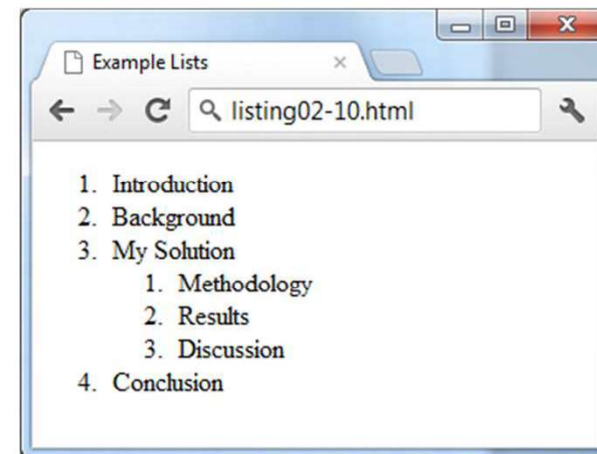 Example Lists
listing02-10.html
1. Introduction
2. Background
3. My Solution
1. Methodology
2. Results
3. Discussion
4. Conclusion